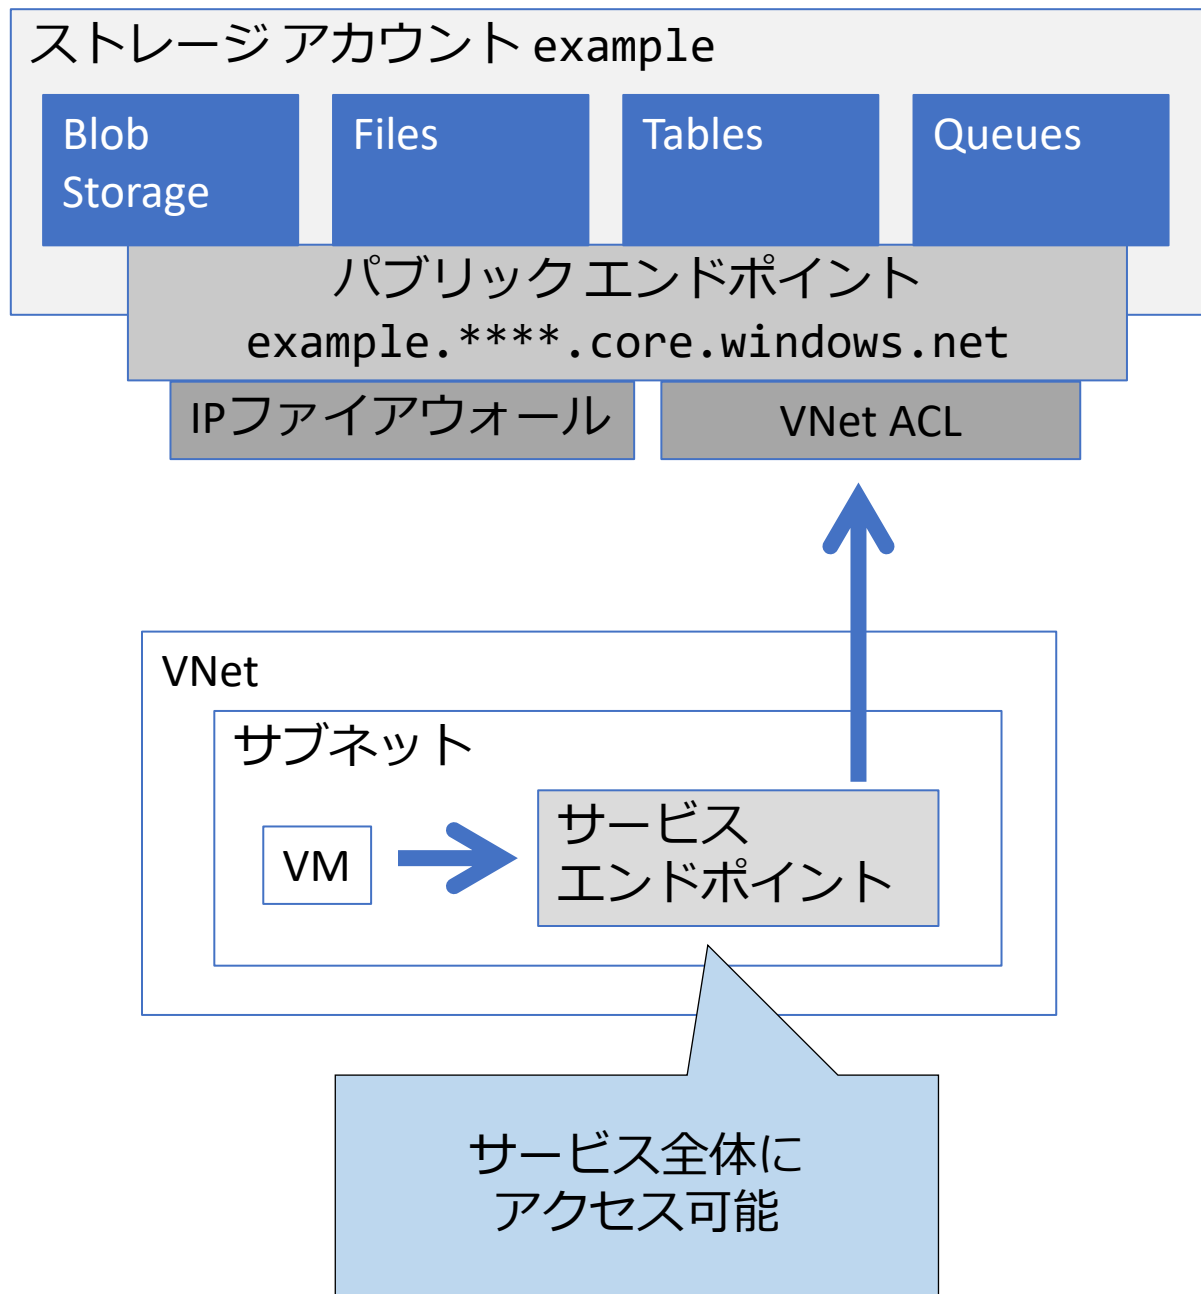 ストレージ アカウント example
Blob
Storage
Files
Tables
Queues
パブリック エンドポイント
example.****.core.windows.net
IPファイアウォール
VNet ACL
VNet
サブネット
VM
サービス
エンドポイント
サービス全体に
アクセス可能